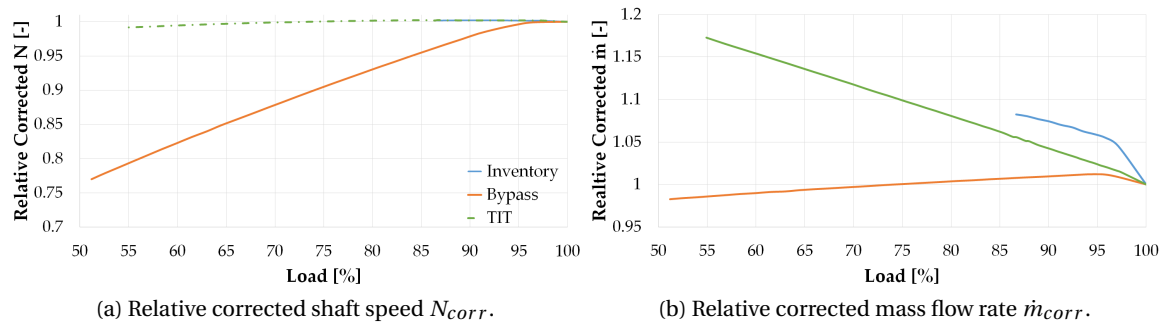 Relative Corrected N [-]
1
0.95
0.9
0.85
0.8
0.75
0.7
Inventory
Bypass
TIT
50 55 60 65 70 75 80 85 90 95 100
Load [%]
(a) Relative corrected shaft speed N_corr.
Realtive Corrected ṁ [-]
1.2
1.15
1.1
1.05
1
0.95
50 55 60 65 70 75 80 85 90 95 100
Load [%]
(b) Relative corrected mass flow rate ṁ_corr.